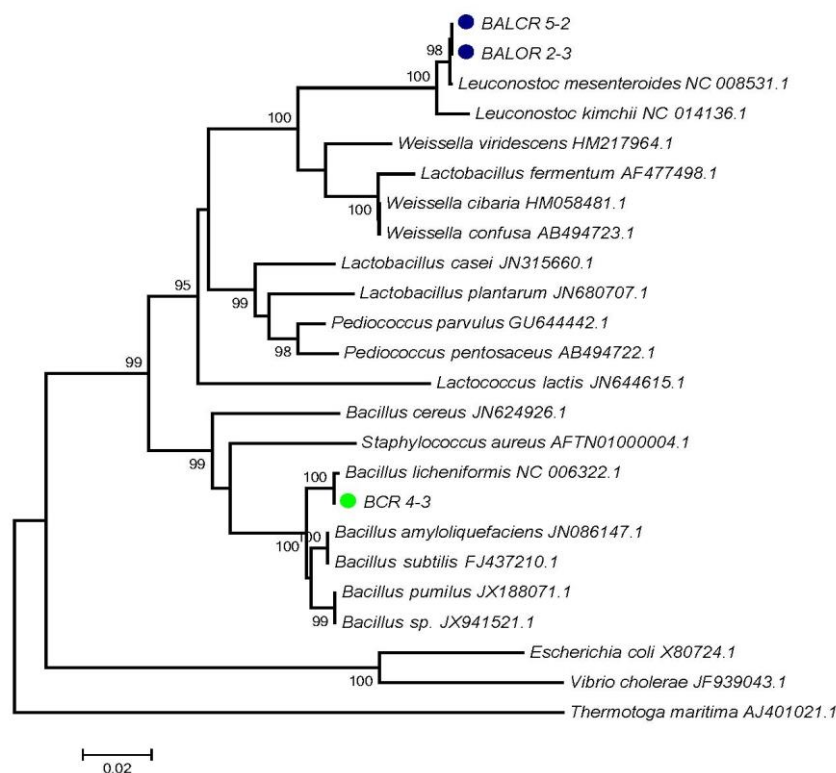 BALCR 5-2
98
BALOR 2-3
100
Leuconostoc mesenteroides NC 008531.1
Leuconostoc kimchii NC 014136.1
100
Weissella viridescens HM217964.1
Lactobacillus fermentum AF477498.1
Weissella cibaria HM058481.1
100
Weissella confusa AB494723.1
Lactobacillus casei JN315660.1
95
Lactobacillus plantarum JN680707.1
99
Pediococcus parvulus GU644442.1
98
Pediococcus pentosaceus AB494722.1
99
Lactococcus lactis JN644615.1
Bacillus cereus JN624926.1
Staphylococcus aureus AFTN01000004.1
99
Bacillus licheniformis NC 006322.1
100
BCR 4-3
Bacillus amyloliquefaciens JN086147.1
100
100
Bacillus subtilis FJ437210.1
Bacillus pumilus JX188071.1
99
Bacillus sp. JX941521.1
Escherichia coli X80724.1
100
Vibrio cholerae JF939043.1
Thermotoga maritima AJ401021.1
0.02